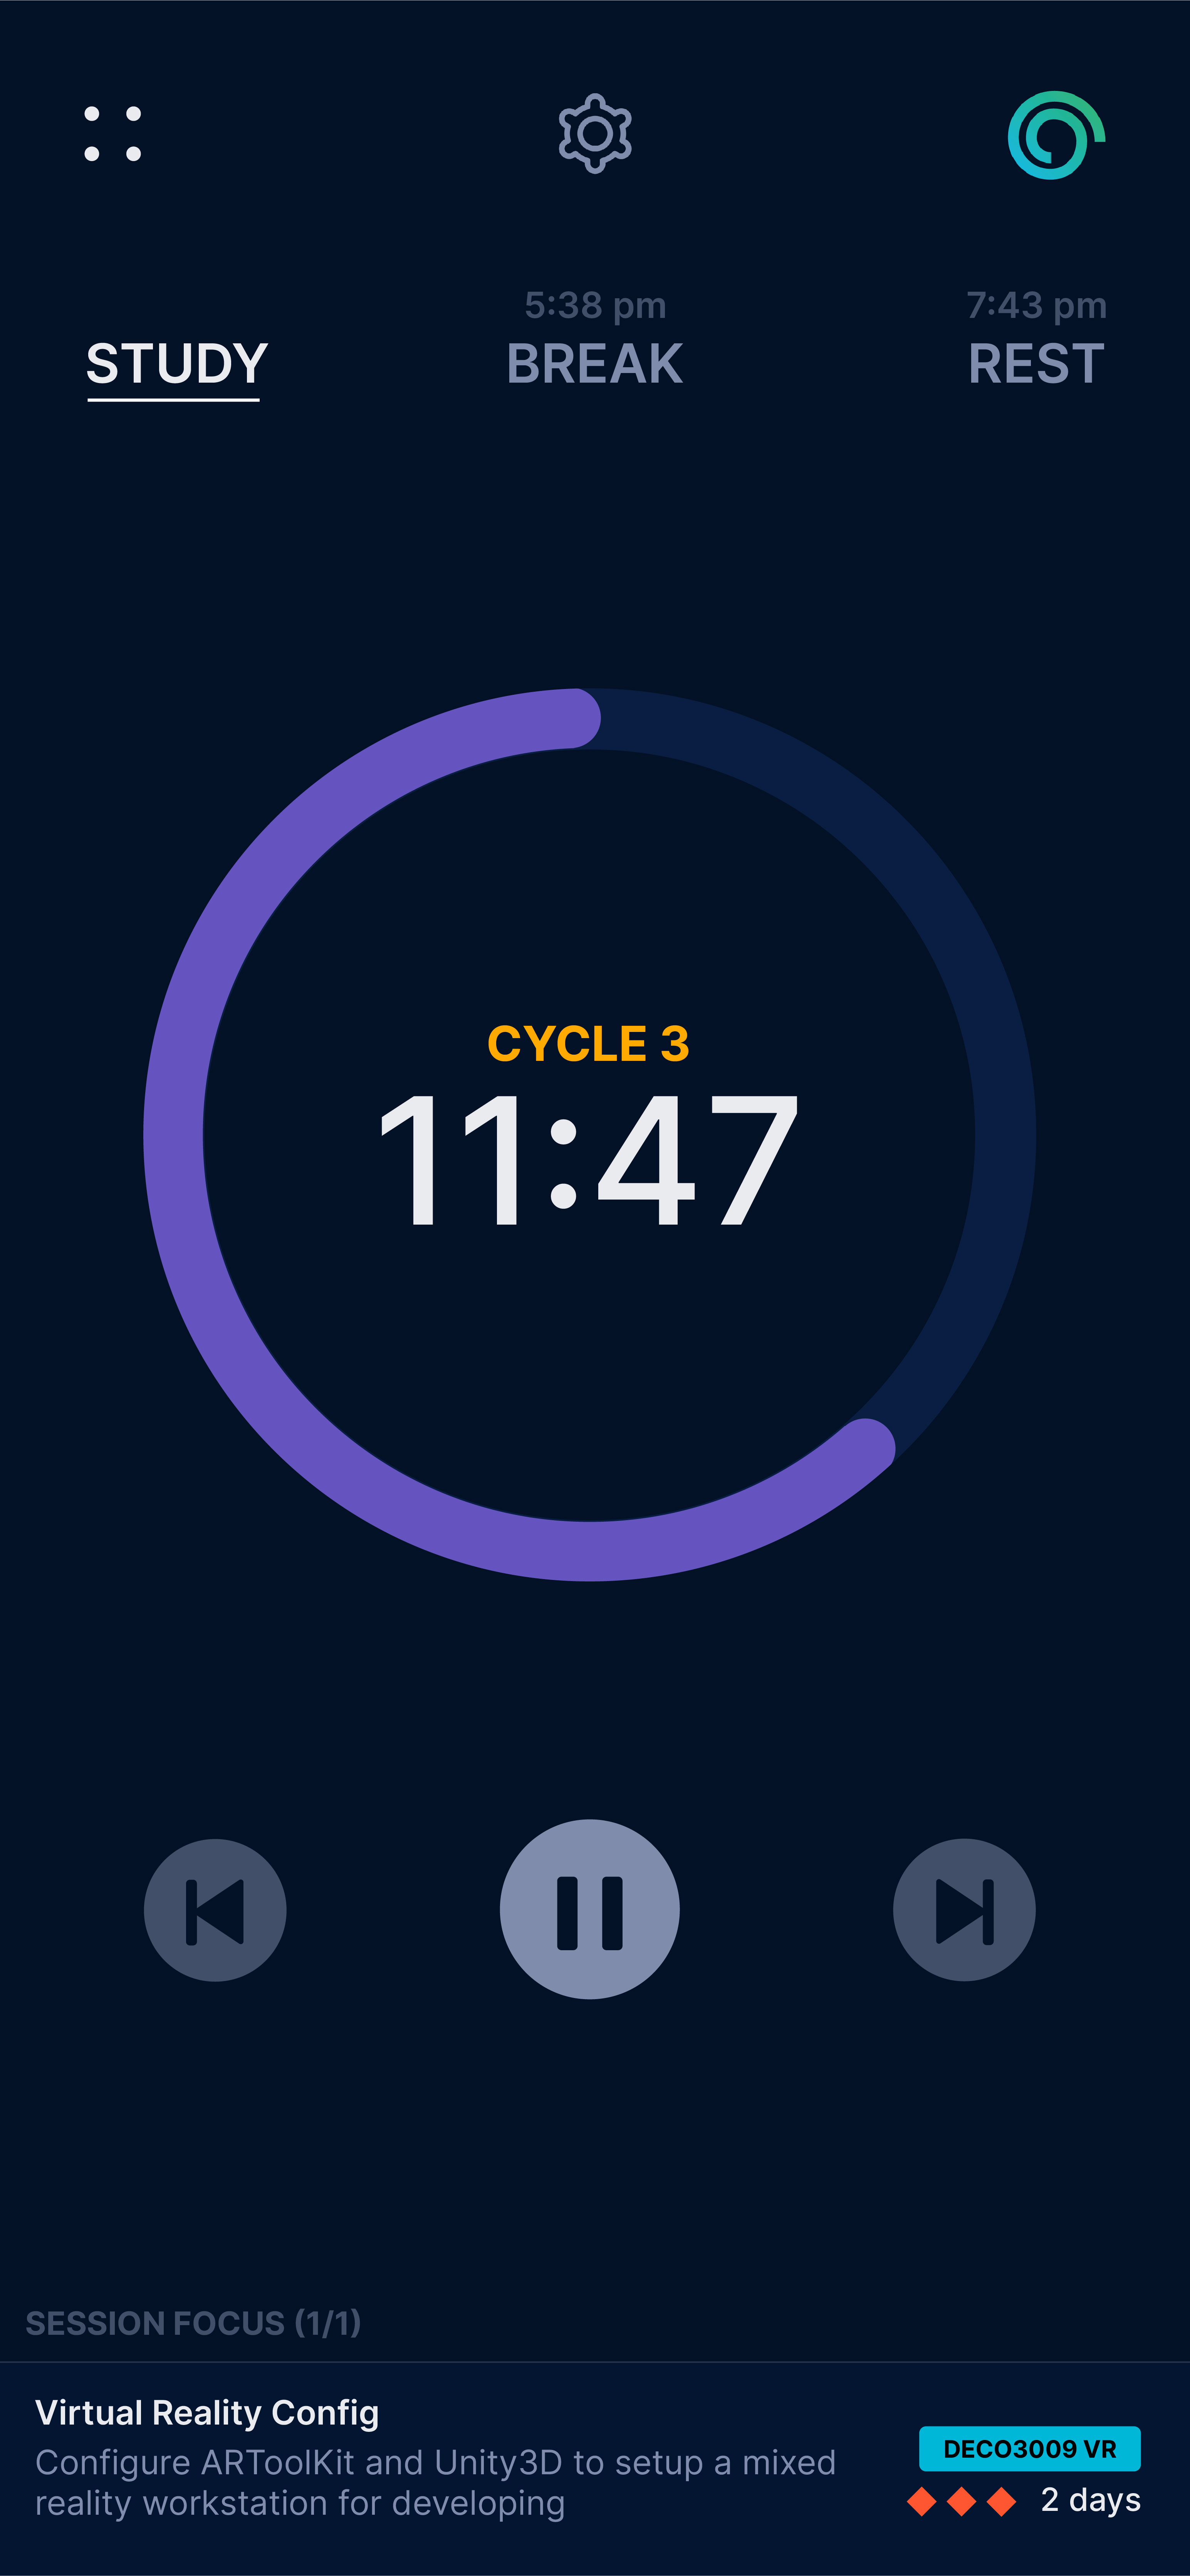 5:38 pm
7:43 pm
STUDY
BREAK
REST
CYCLE 3
11:47
SESSION FOCUS (1/1)
Virtual Reality Config
Configure ARToolKit and Unity3D to setup a mixed
reality workstation for developing
DECO3009 VR
2 days